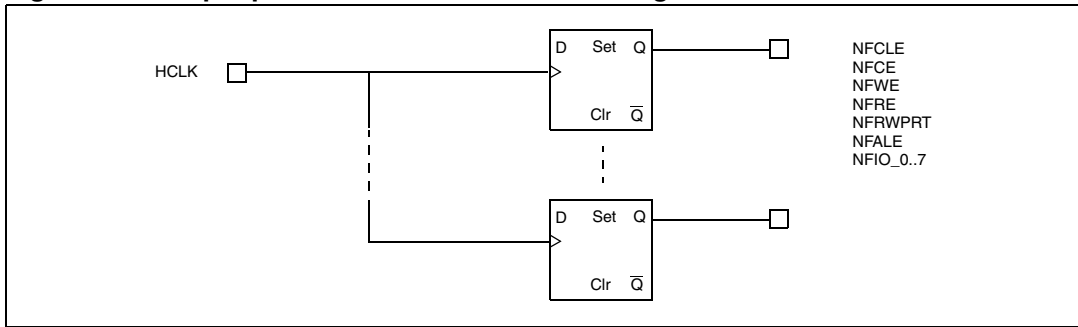 HCLK
D Set Q
Clr Q̅
D Set Q
Clr Q̅
NFCLE
NFCE
NFWE
NFRE
NFRWPRT
NFALE
NFIO_0..7